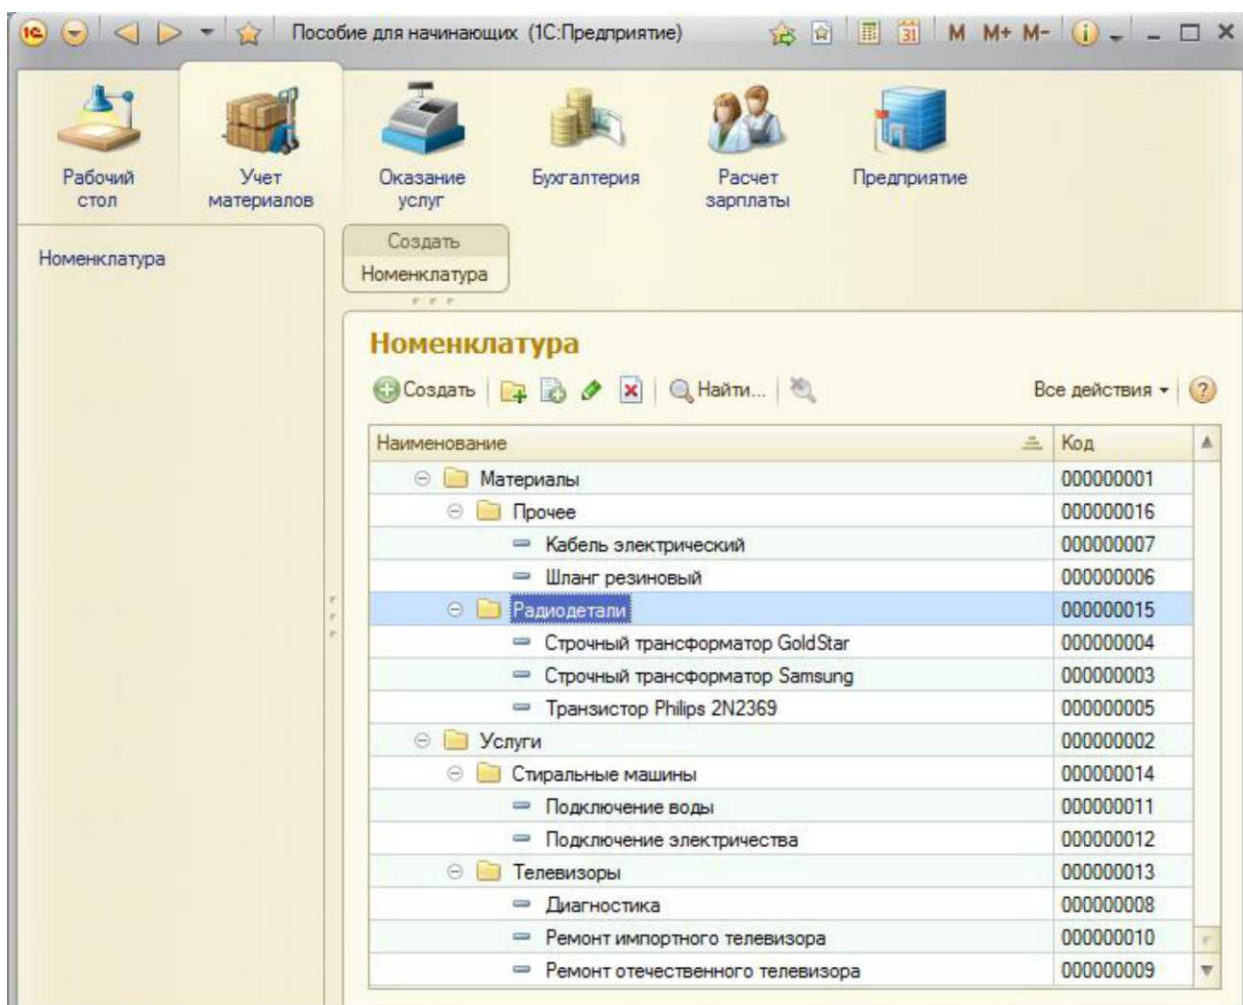 1С Пособие для начинающих (1С:Предприятие) 31 M M+ M-
Рабочий стол
Учет материалов
Оказание услуг
Бухгалтерия
Расчет зарплаты
Предприятие
Номенклатура
Создать
Номенклатура
Номенклатура
Создать Найти... Все действия ?
Наименование Код
Материалы 000000001
Прочее 000000016
Кабель электрический 000000007
Шланг резиновый 000000006
Радиодетали 000000015
Строчный трансформатор GoldStar 000000004
Строчный трансформатор Samsung 000000003
Транзистор Philips 2N2369 000000005
Услуги 000000002
Стиральные машины 000000014
Подключение воды 000000011
Подключение электричества 000000012
Телевизоры 000000013
Диагностика 000000008
Ремонт импортного телевизора 000000010
Ремонт отечественного телевизора 000000009